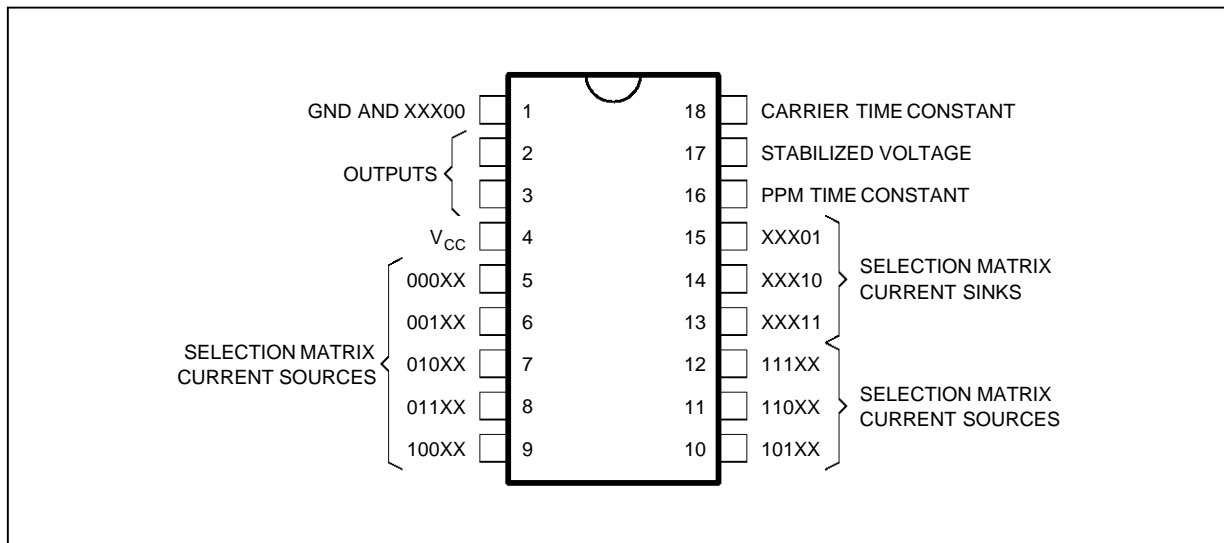 GND AND XXX00 1 18 CARRIER TIME CONSTANT
2 17 STABILIZED VOLTAGE
OUTPUTS
3 16 PPM TIME CONSTANT
VCC 4 15 XXX01
000XX 5 14 XXX10
SELECTION MATRIX
CURRENT SINKS
001XX 6 13 XXX11
SELECTION MATRIX
CURRENT SOURCES
010XX 7 12 111XX
011XX 8 11 110XX
SELECTION MATRIX
CURRENT SOURCES
100XX 9 10 101XX